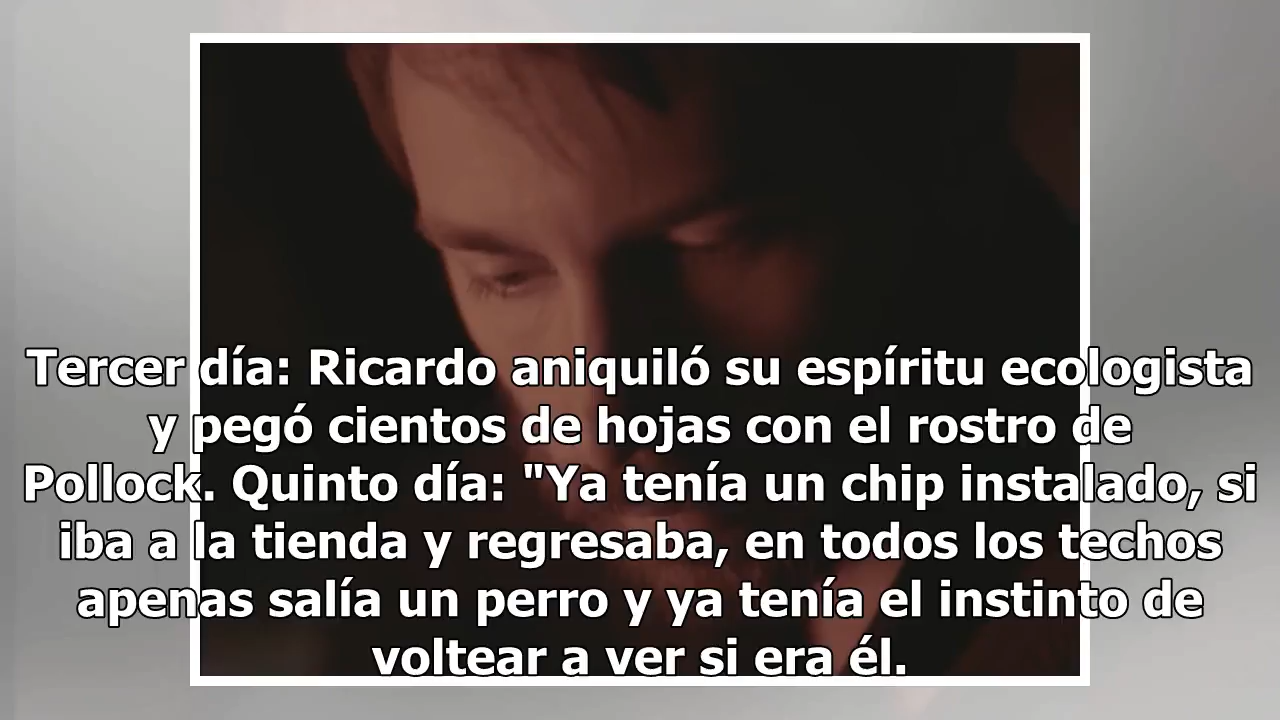 Tercer día: Ricardo aniquiló su espíritu ecologista
y pegó cientos de hojas con el rostro de
Pollock. Quinto día: "Ya tenía un chip instalado, si
iba a la tienda y regresaba, en todos los techos
apenas salía un perro y ya tenía el instinto de
voltear a ver si era él.